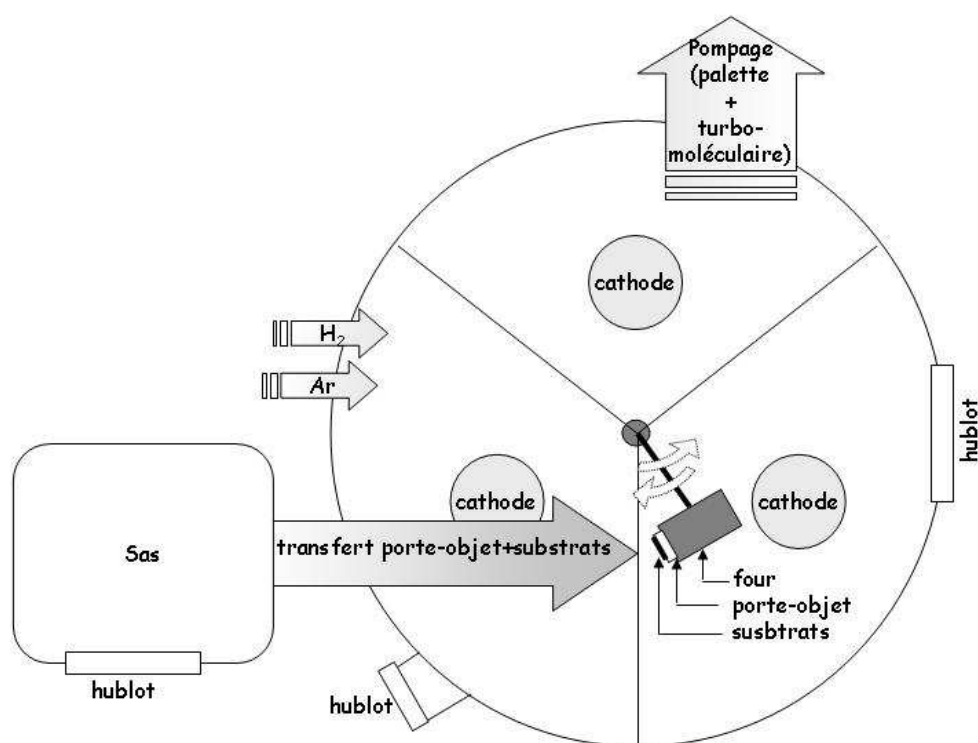 Pompage
(palette
+
turbo-
moléculaire)
cathode
H2
Ar
hublot
cathode
cathode
Sas
transfert porte-objet+substrats
four
porte-objet
susbtrats
hublot
hublot